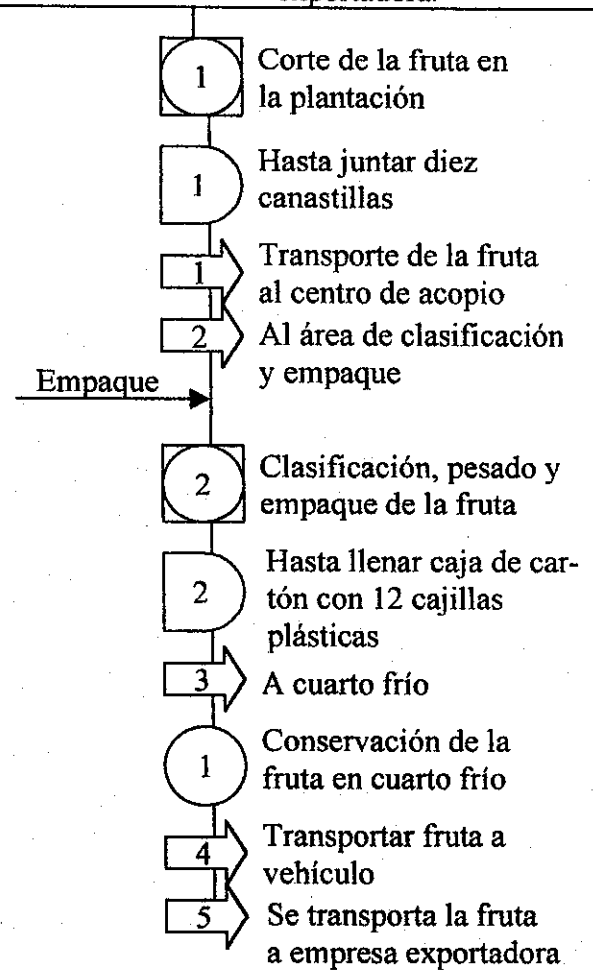 1
Corte de la fruta en
la plantación
1
Hasta juntar diez
canastillas
1
Transporte de la fruta
al centro de acopio
2
Al área de clasificación
y empaque
Empaque
2
Clasificación, pesado y
empaque de la fruta
2
Hasta llenar caja de car-
tón con 12 cajillas
plásticas
3
A cuarto frío
1
Conservación de la
fruta en cuarto frío
4
Transportar fruta a
vehículo
5
Se transporta la fruta
a empresa exportadora